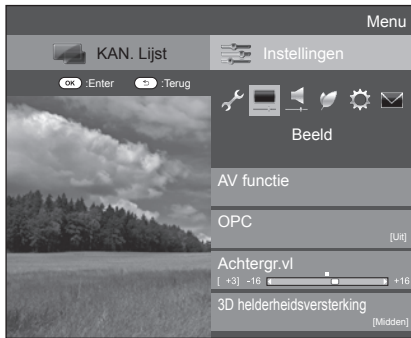 Menu
KAN. Lijst
Instellingen
OK :Enter :Terug
Beeld
AV functie
OPC
[Uit]
Achtergr.vl
[ +3] -16 +16
3D helderheidsversterking
[Midden]